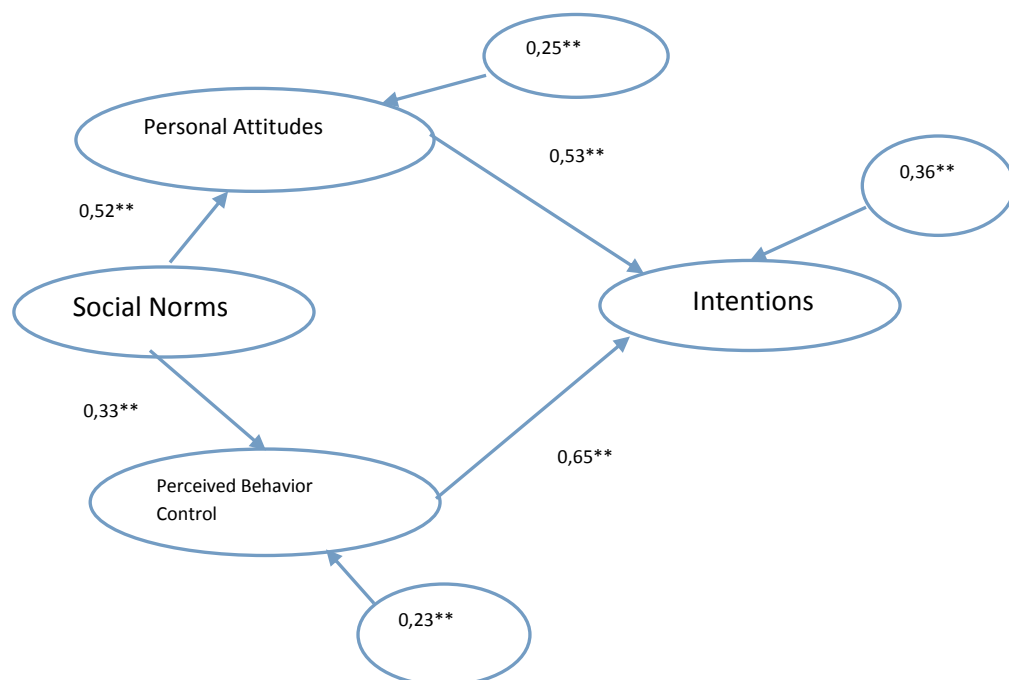 0,25**
Personal Attitudes
0,53**
0,36**
0,52**
Social Norms
Intentions
0,33**
0,65**
Perceived Behavior
Control
0,23**